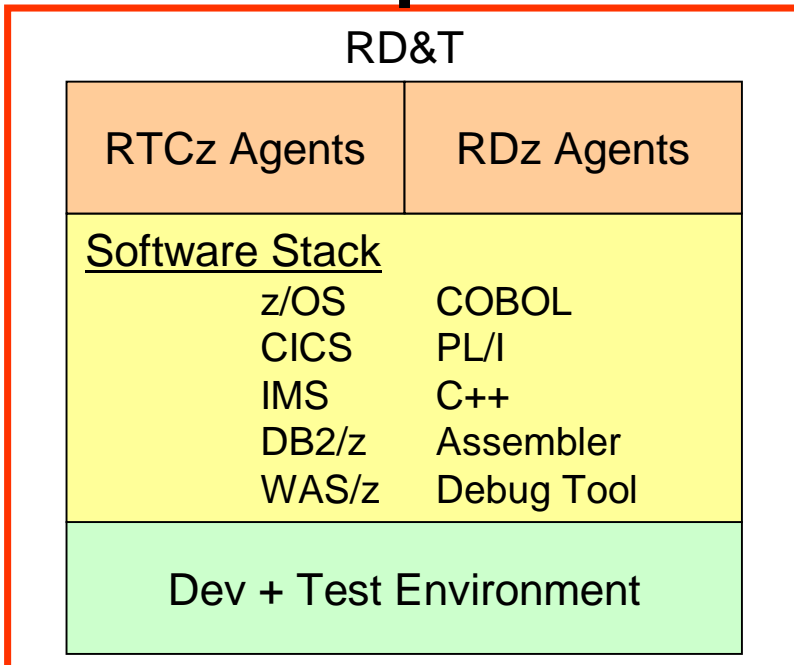 RD&T
RTCz Agents RDz Agents
Software Stack
z/OS COBOL
CICS PL/I
IMS C++
DB2/z Assembler
WAS/z Debug Tool
Dev + Test Environment